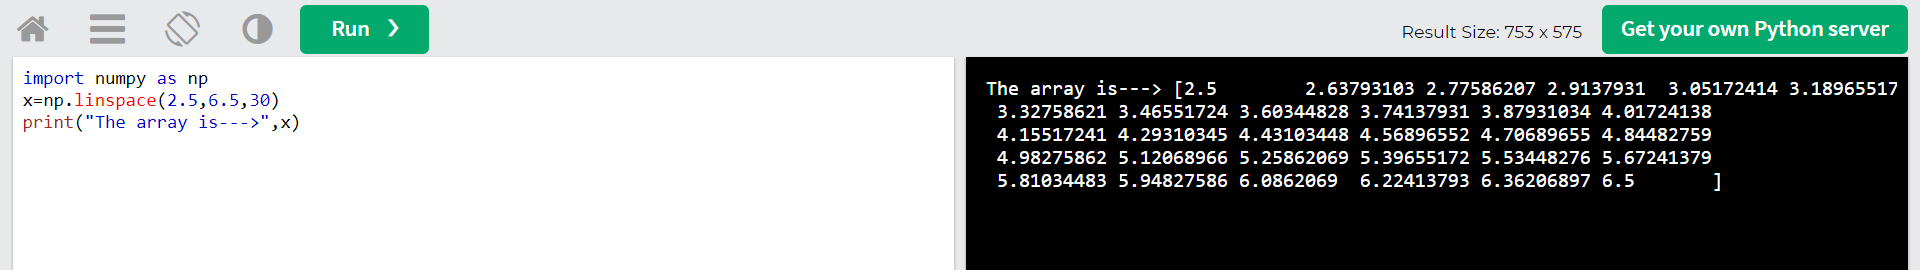 Run ❯
Result Size: 753 x 575
Get your own Python server
import numpy as np
x=np.linspace(2.5,6.5,30)
print("The array is--->",x)
The array is---> [2.5        2.63793103 2.77586207 2.9137931  3.05172414 3.18965517
 3.32758621 3.46551724 3.60344828 3.74137931 3.87931034 4.01724138
 4.15517241 4.29310345 4.43103448 4.56896552 4.70689655 4.84482759
 4.98275862 5.12068966 5.25862069 5.39655172 5.53448276 5.67241379
 5.81034483 5.94827586 6.0862069  6.22413793 6.36206897 6.5       ]